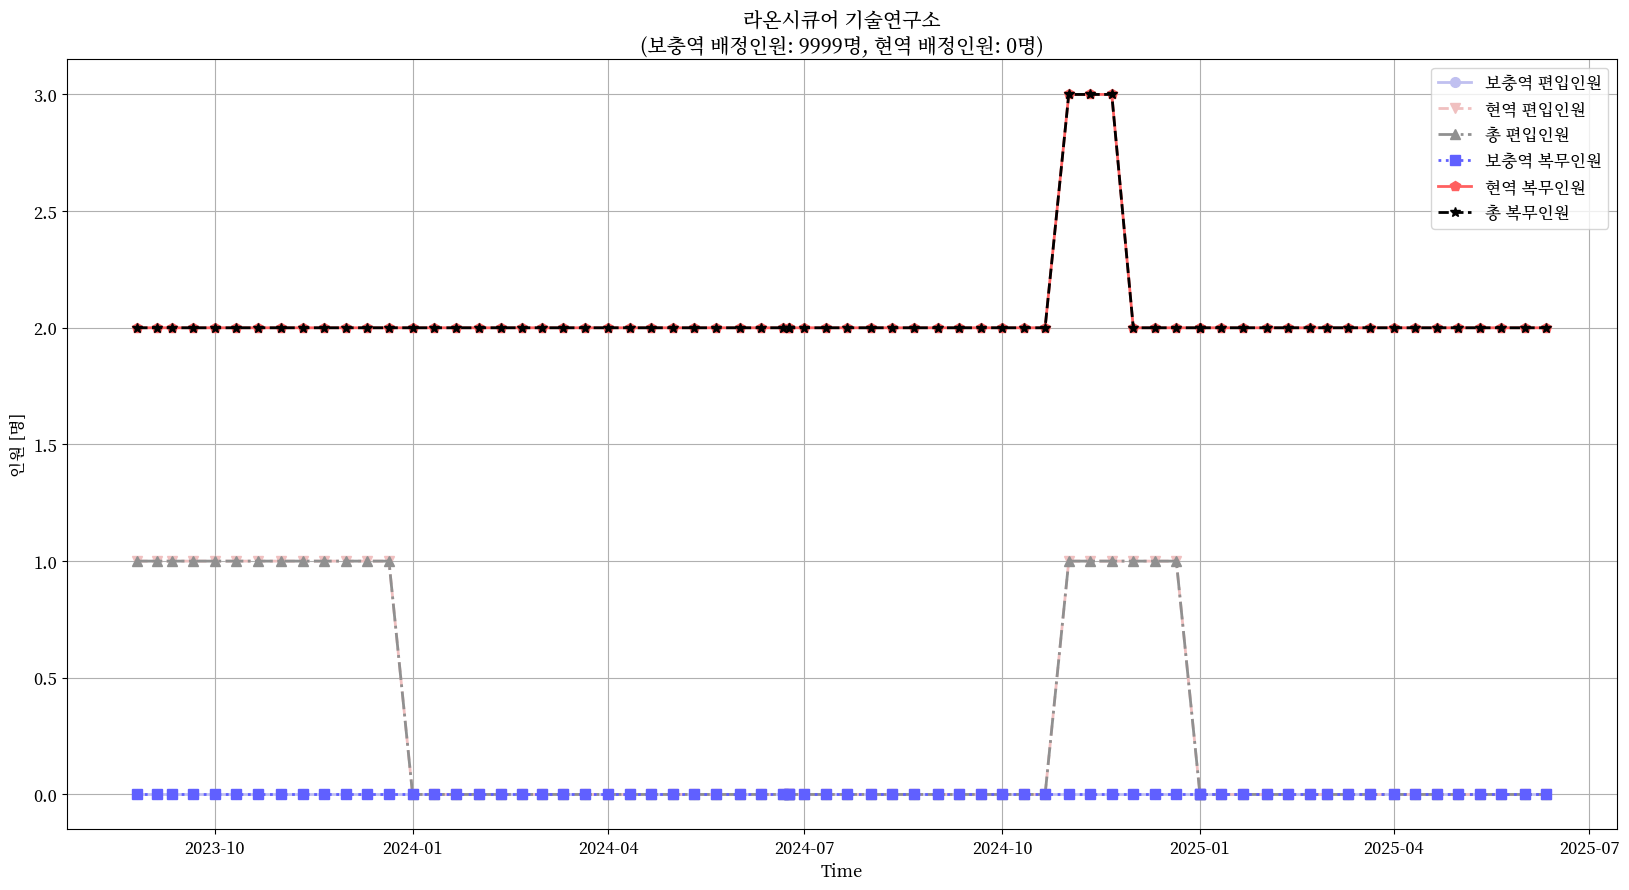 라온시큐어 기술연구소
(보충역 배정인원: 9999명, 현역 배정인원: 0명)
보충역 편입인원
현역 편입인원
총 편입인원
보충역 복무인원
현역 복무인원
총 복무인원
인원 [명]
3.0
2.5
2.0
1.5
1.0
0.5
0.0
2023-10
2024-01
2024-04
2024-07
2024-10
2025-01
2025-04
2025-07
Time